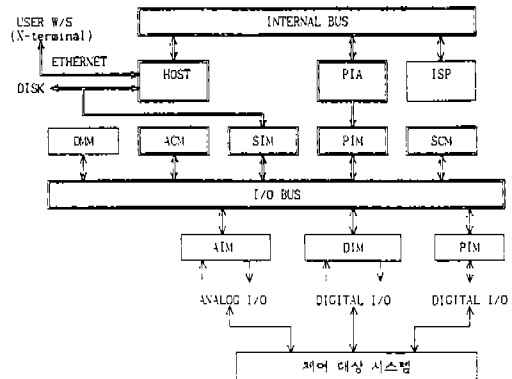 INTERNAL BUS
USER W/S
(X-terminal)
ETHERNET
DISK
HOST
PIA
ISP
DMM
ACM
SIM
PIM
SCM
I/O BUS
AIM
DIM
PIM
ANALOG I/O
DIGITAL I/O
DIGITAL I/O
제어 대상 시스템